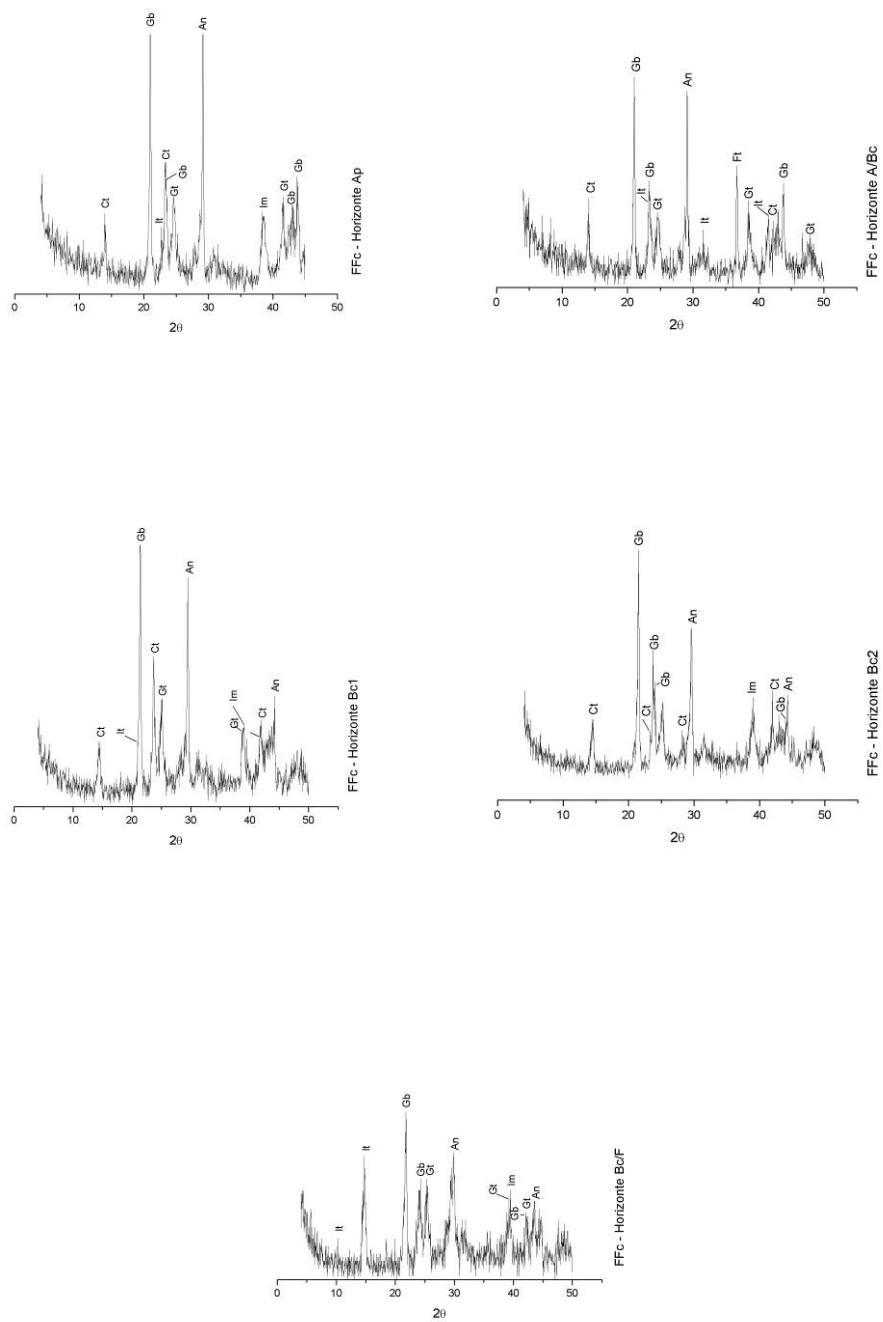 Gb
An
Ct
Gb
Ct
It
Gt
Im
Gt
Gb
Gb
0 10 20 30 40 50
2θ
FFc - Horizonte Ap
Gb
An
Ft
Gb
Gb
Ct
It
Gt
It
Gt
It
Ct
Gt
0 10 20 30 40 50
2θ
FFc - Horizonte A/Bc
Gb
An
Ct
Gt
Im
An
Ct
It
Gt
Ct
0 10 20 30 40 50
2θ
FFc - Horizonte Bc1
Gb
An
Gb
Gb
Im
Ct
An
Ct
Ct
Ct
Gb
0 10 20 30 40 50
2θ
FFc - Horizonte Bc2
Gb
It
An
Gb
Gt
Gt
Im
An
Gt
Gb
It
0 10 20 30 40 50
2θ
FFc - Horizonte Bc/F